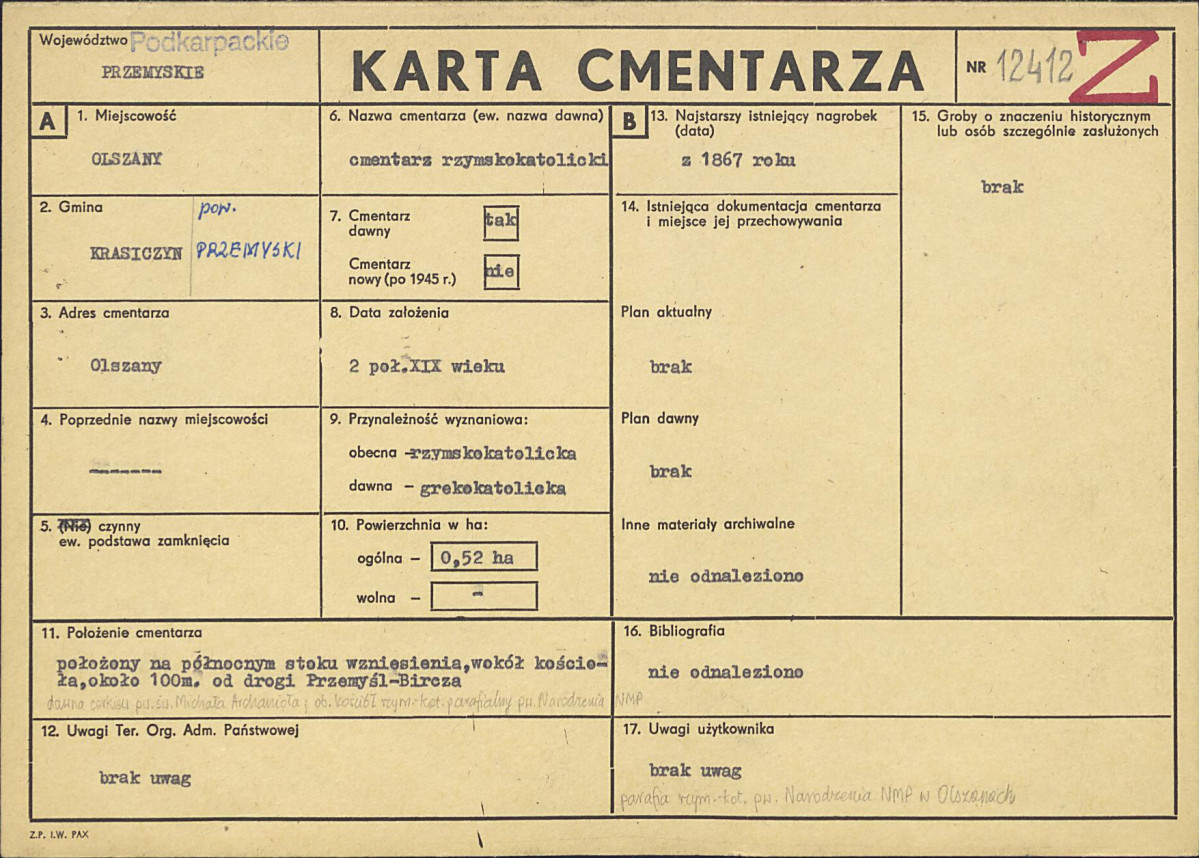 Województwo Podkarpackie
PRZEMYSKIE
KARTA CMENTARZA
NR 12412 Z
A
1. Miejscowość
OLSZANY
2. Gmina
pow.
KRASICZYN
PRZEMYSKI
3. Adres cmentarza
Olszany
4. Poprzednie nazwy miejscowości
-------
5. (Nie) czynny
ew. podstawa zamknięcia
6. Nazwa cmentarza (ew. nazwa dawna)
cmentarz rzymskokatolicki
7. Cmentarz
dawny
tak
Cmentarz
nowy (po 1945 r.)
nie
8. Data założenia
2 poł.XIX wieku
9. Przynależność wyznaniowa:
obecna -rzymskokatolicka
dawna - grekokatolicka
10. Powierzchnia w ha:
ogólna - 0,52 ha
wolna - -
B
13. Najstarszy istniejący nagrobek
(data)
z 1867 roku
14. Istniejąca dokumentacja cmentarza
i miejsce jej przechowywania
Plan aktualny
brak
Plan dawny
brak
Inne materiały archiwalne
nie odnaleziono
15. Groby o znaczeniu historycznym
lub osób szczególnie zasłużonych
brak
11. Położenie cmentarza
położony na północnym stoku wzniesienia,wokół kościo-
ła,około 100m. od drogi Przemyśl-Bircza
dawna cerkiew pw. św. Michała Archanioła; ob. kościół rzym.-kot. parafialny pw. Narodzenia NMP
12. Uwagi Ter. Org. Adm. Państwowej
brak uwag
16. Bibliografia
nie odnaleziono
17. Uwagi użytkownika
brak uwag
parafia rzym.-kot. pw. Narodzenia NMP w Olszanach
Z.P. I.W. PAX